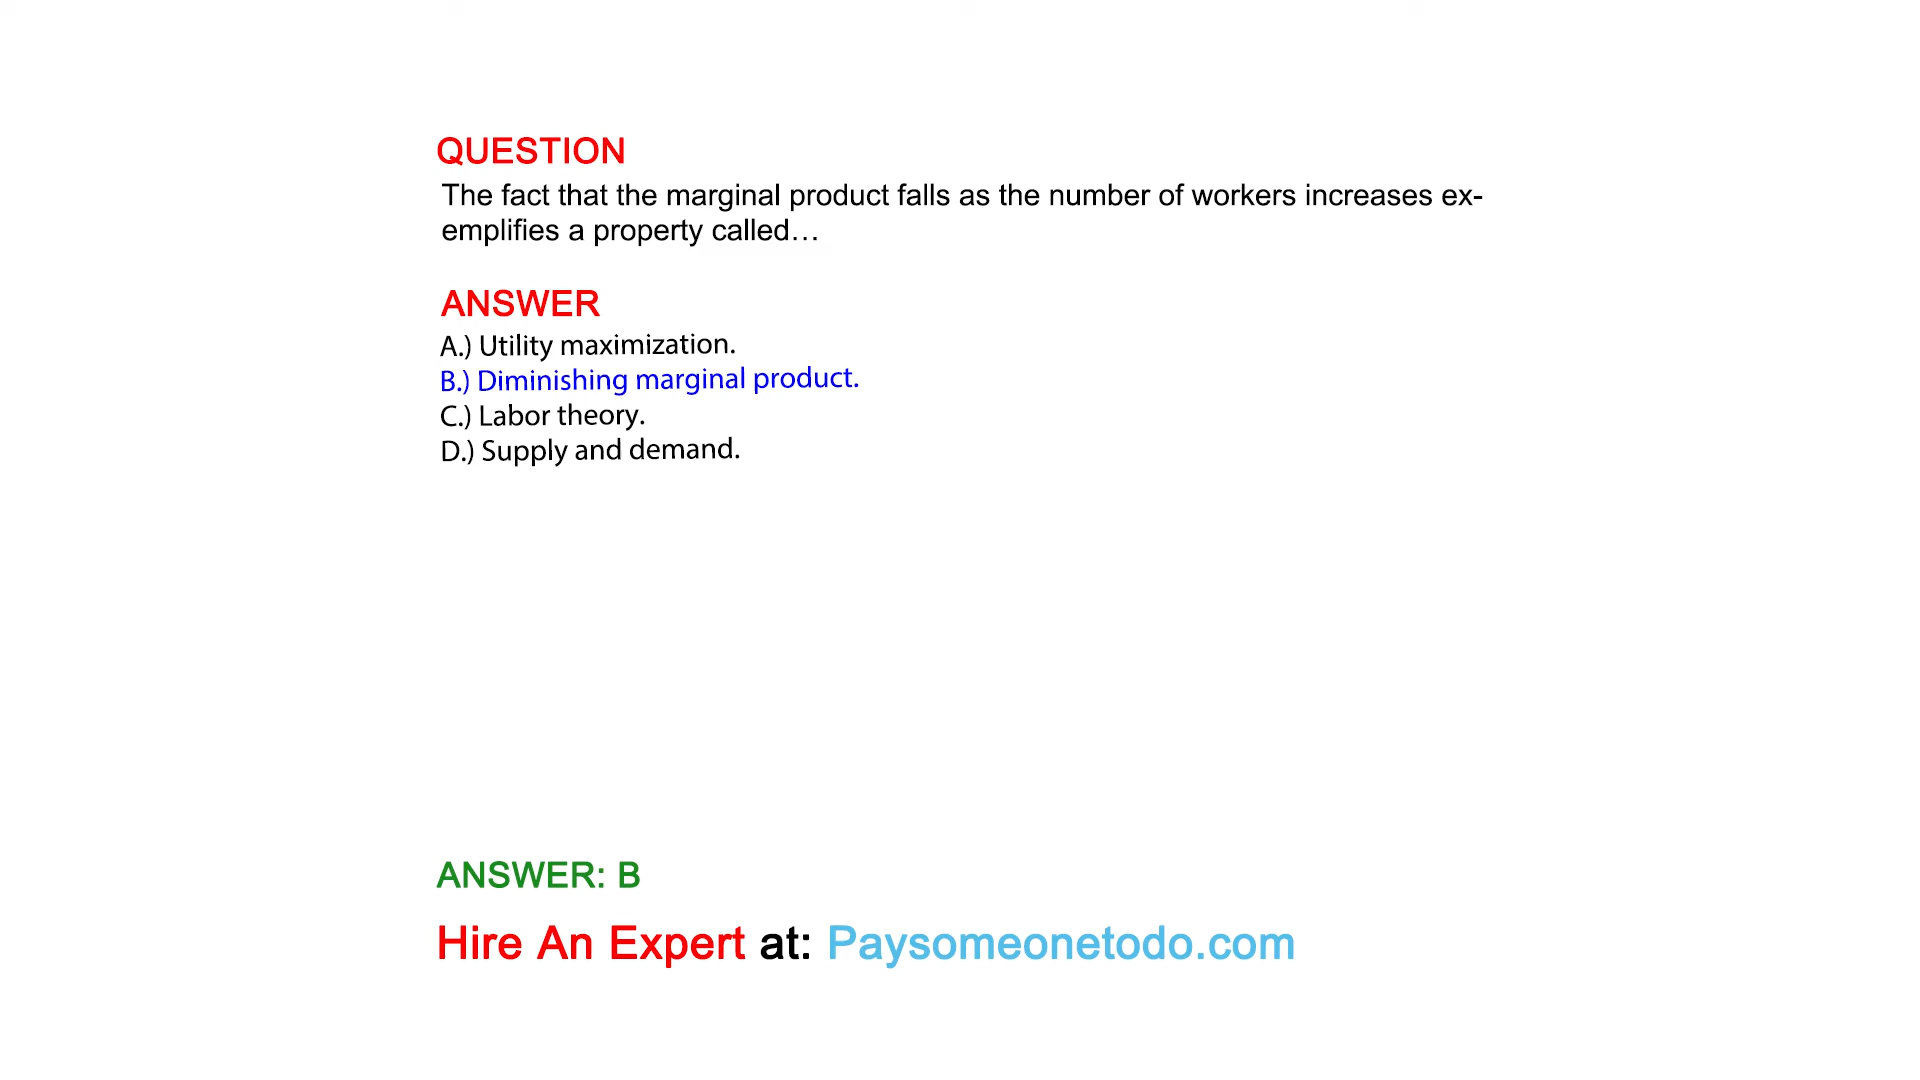 QUESTION
The fact that the marginal product falls as the number of workers increases ex-
emplifies a property called…
ANSWER
A.) Utility maximization.
B.) Diminishing marginal product.
C.) Labor theory.
D.) Supply and demand.
ANSWER: B
Hire An Expert at: Paysomeonetodo.com